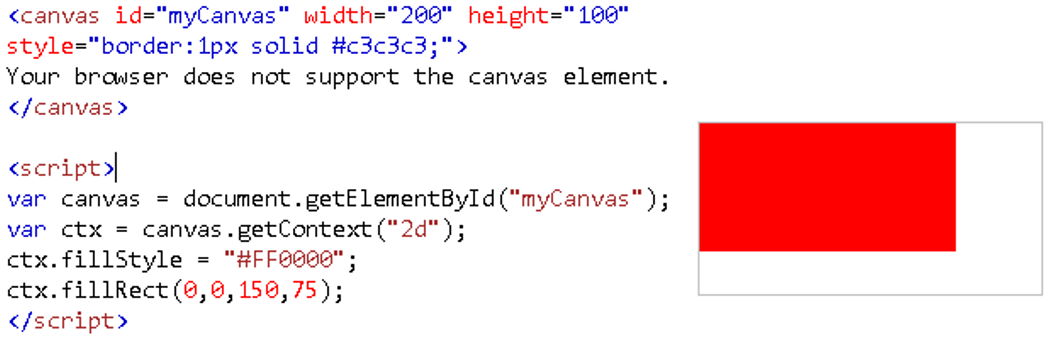 <canvas id="myCanvas" width="200" height="100"
style="border:1px solid #c3c3c3;">
Your browser does not support the canvas element.
</canvas>
<script>
var canvas = document.getElementById("myCanvas");
var ctx = canvas.getContext("2d");
ctx.fillStyle = "#FF0000";
ctx.fillRect(0,0,150,75);
</script>